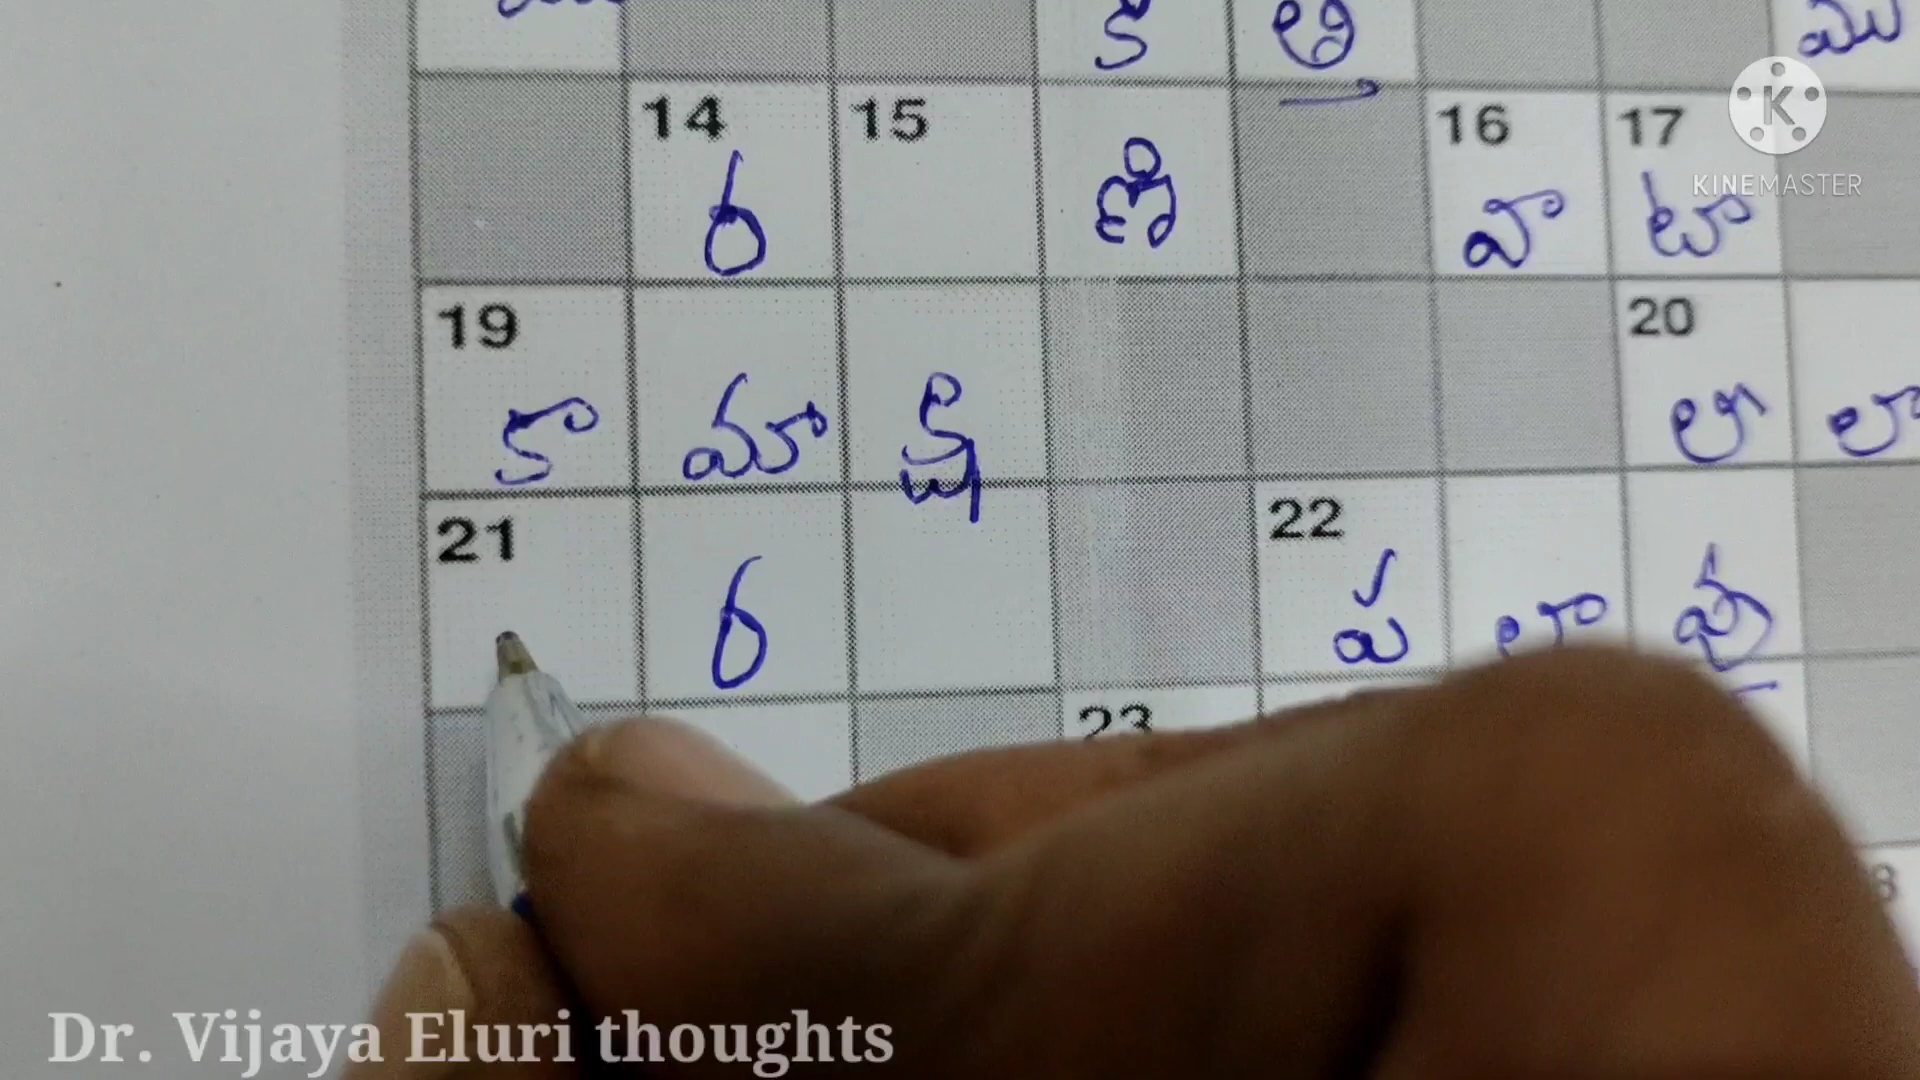 కె త్తి ము
14 15 16 17
ర ణి వా టా
KINEMASTER
19 20
కా మా క్షి లా లా
21 22
ర ప లా వు
23
Dr. Vijaya Eluri thoughts